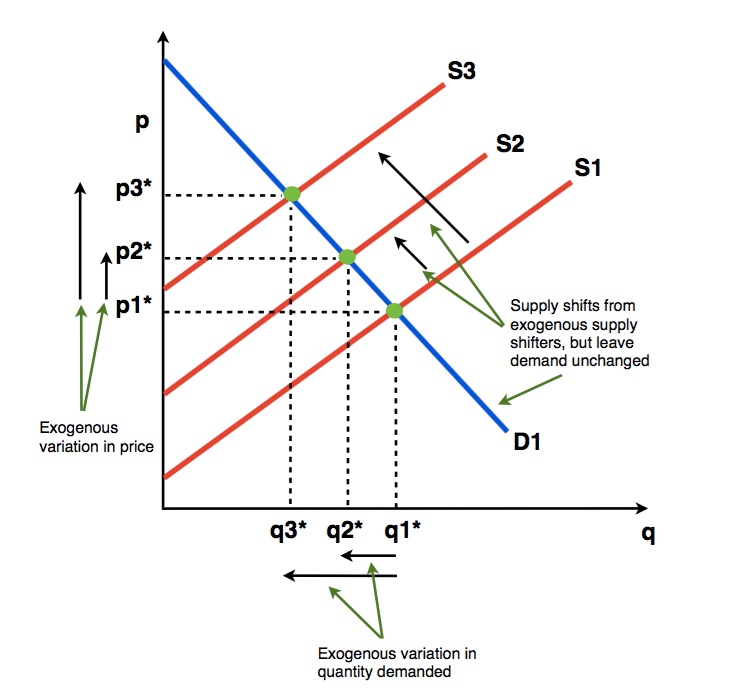 S3
p
S2
S1
p3*
p2*
p1*
Supply shifts from
exogenous supply
shifters, but leave
demand unchanged
Exogenous
variation in price
D1
q3*
q2*
q1*
q
Exogenous variation in
quantity demanded